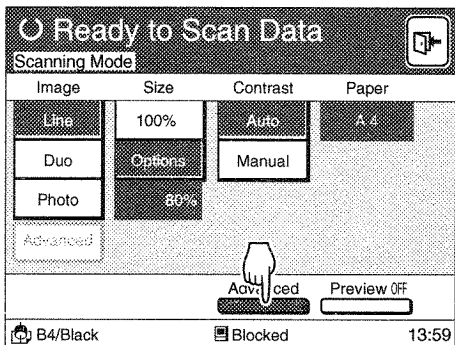 Ready to Scan Data
Scanning Mode
Image Size Contrast Paper
Line 100% Auto A4
Duo Options Manual
Photo 80%
Advanced
Advanced Preview OFF
B4/Black Blocked 13:59